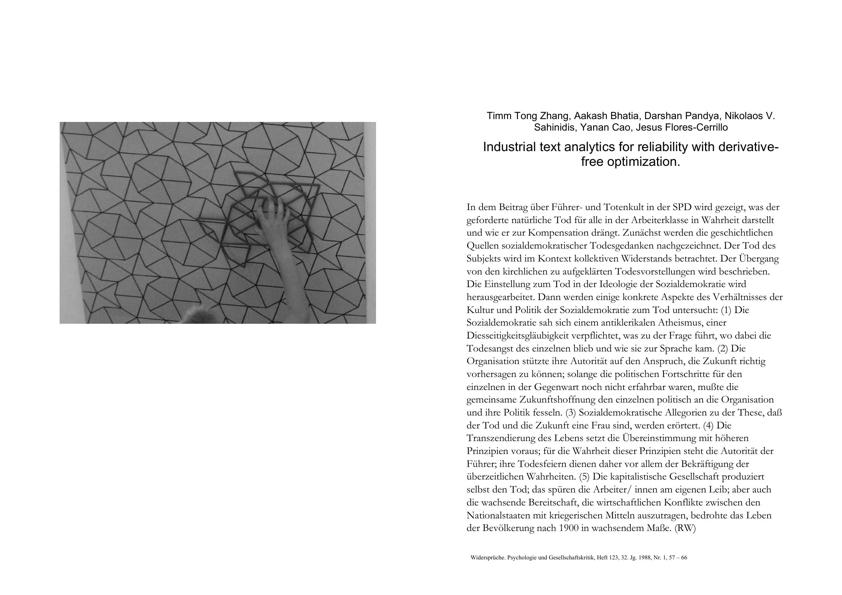 Timm Tong Zhang, Aakash Bhatia, Darshan Pandya, Nikolaos V.
Sahinidis, Yanan Cao, Jesus Flores-Cerrillo
Industrial text analytics for reliability with derivative-
free optimization.
In dem Beitrag über Führer- und Totenkult in der SPD wird gezeigt, was der
geforderte natürliche Tod für alle in der Arbeiterklasse in Wahrheit darstellt
und wie er zur Kompensation drängt. Zunächst werden die geschichtlichen
Quellen sozialdemokratischer Todesgedanken nachgezeichnet. Der Tod des
Subjekts wird im Kontext kollektiven Widerstands betrachtet. Der Übergang
von den kirchlichen zu aufgeklärten Todesvorstellungen wird beschrieben.
Die Einstellung zum Tod in der Ideologie der Sozialdemokratie wird
herausgearbeitet. Dann werden einige konkrete Aspekte des Verhältnisses der
Kultur und Politik der Sozialdemokratie zum Tod untersucht: (1) Die
Sozialdemokratie sah sich einem antiklerikalen Atheismus, einer
Diesseitigkeitsgläubigkeit verpflichtet, was zu der Frage führt, wo dabei die
Todesangst des einzelnen blieb und wie sie zur Sprache kam. (2) Die
Organisation stützte ihre Autorität auf den Anspruch, die Zukunft richtig
vorhersagen zu können; solange die politischen Fortschritte für den
einzelnen in der Gegenwart noch nicht erfahrbar waren, mußte die
gemeinsame Zukunftshoffnung den einzelnen politisch an die Organisation
und ihre Politik fesseln. (3) Sozialdemokratische Allegorien zu der These, daß
der Tod und die Zukunft eine Frau sind, werden erörtert. (4) Die
Transzendierung des Lebens setzt die Übereinstimmung mit höheren
Prinzipien voraus; für die Wahrheit dieser Prinzipien steht die Autorität der
Führer; ihre Todesfeiern dienen daher vor allem der Bekräftigung der
überzeitlichen Wahrheiten. (5) Die kapitalistische Gesellschaft produziert
selbst den Tod; das spüren die Arbeiter/ innen am eigenen Leib; aber auch
die wachsende Bereitschaft, die wirtschaftlichen Konflikte zwischen den
Nationalstaaten mit kriegerischen Mitteln auszutragen, bedrohte das Leben
der Bevölkerung nach 1900 in wachsendem Maße. (RW)
Widersprüche. Psychologie und Gesellschaftskritik, Heft 123, 32. Jg. 1988, Nr. 1, 57 – 66